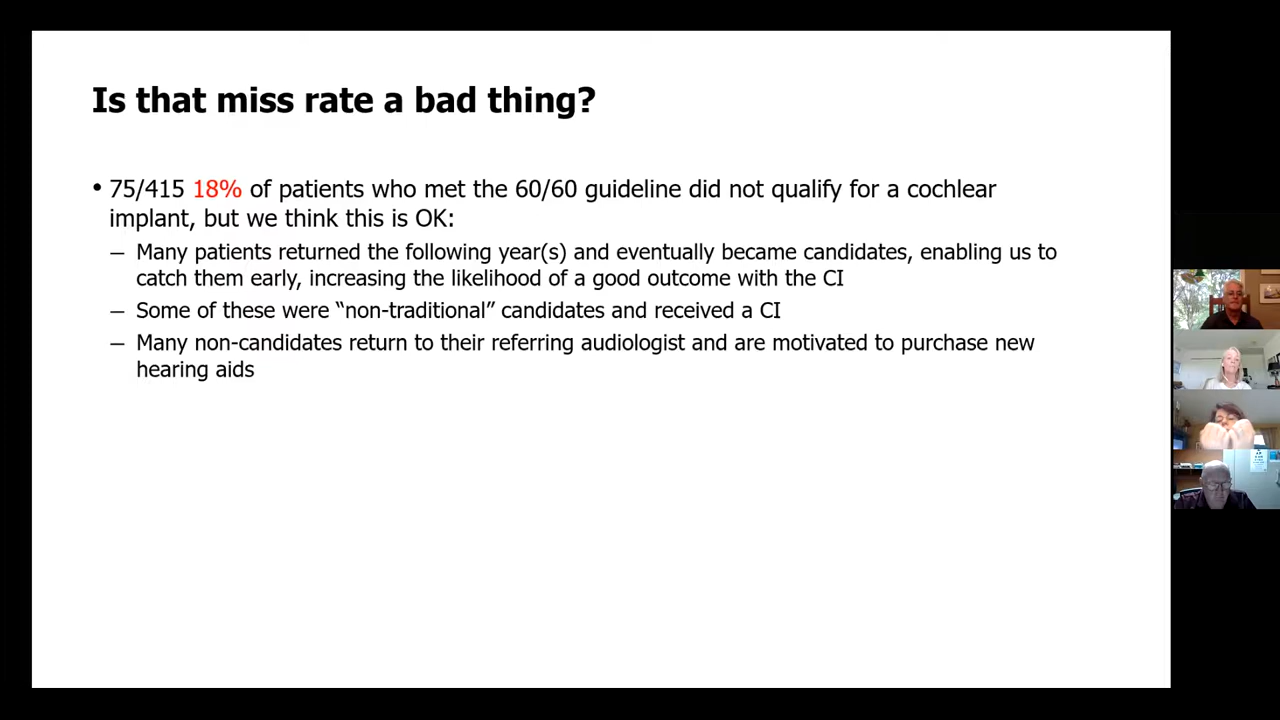 Is that miss rate a bad thing?
• 75/415 18% of patients who met the 60/60 guideline did not qualify for a cochlear
implant, but we think this is OK:
– Many patients returned the following year(s) and eventually became candidates, enabling us to
catch them early, increasing the likelihood of a good outcome with the CI
– Some of these were “non-traditional” candidates and received a CI
– Many non-candidates return to their referring audiologist and are motivated to purchase new
hearing aids